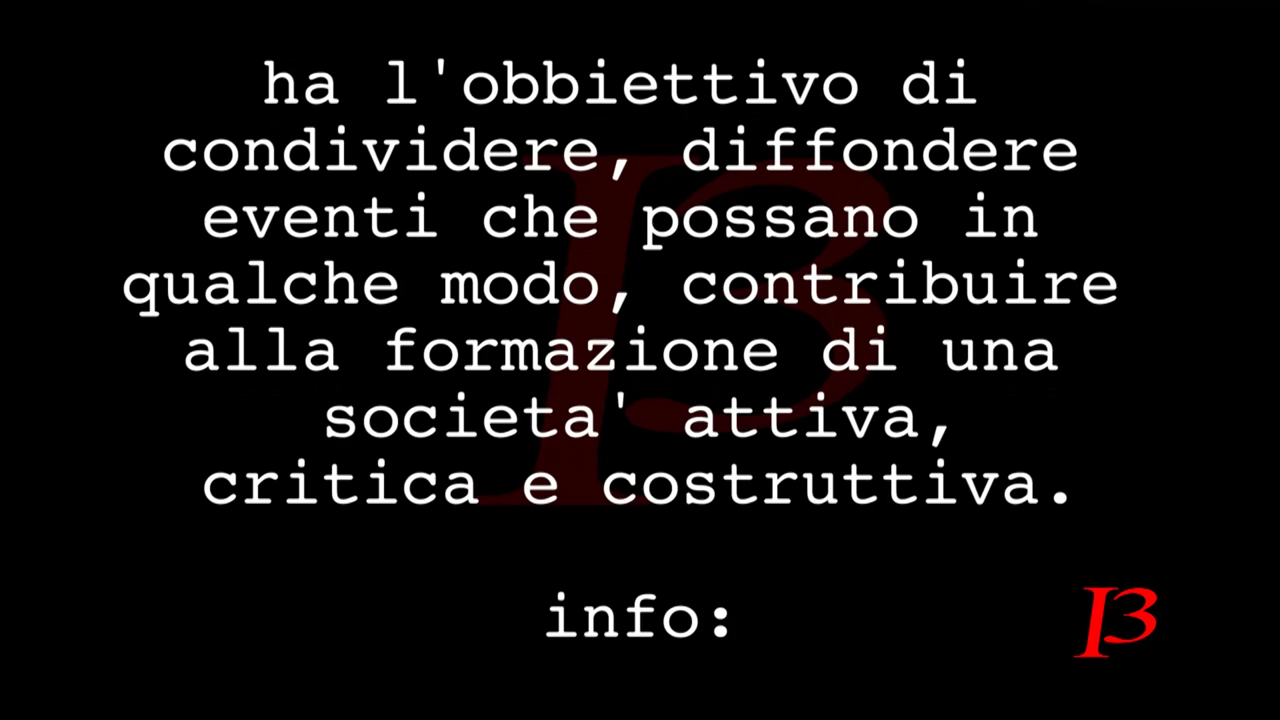 ha l'obbiettivo di
condividere, diffondere
eventi che possano in
qualche modo, contribuire
alla formazione di una
societa' attiva,
critica e costruttiva.
info: